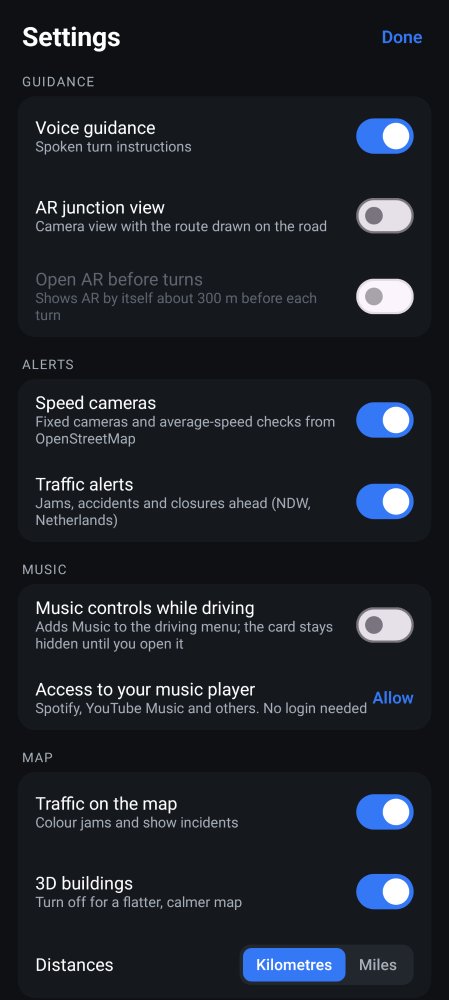 Settings
Done
GUIDANCE
Voice guidance
Spoken turn instructions
AR junction view
Camera view with the route drawn on the road
Open AR before turns
Shows AR by itself about 300 m before each
turn
ALERTS
Speed cameras
Fixed cameras and average-speed checks from
OpenStreetMap
Traffic alerts
Jams, accidents and closures ahead (NDW,
Netherlands)
MUSIC
Music controls while driving
Adds Music to the driving menu; the card stays
hidden until you open it
Access to your music player
Spotify, YouTube Music and others. No login needed
Allow
MAP
Traffic on the map
Colour jams and show incidents
3D buildings
Turn off for a flatter, calmer map
Distances
Kilometres
Miles